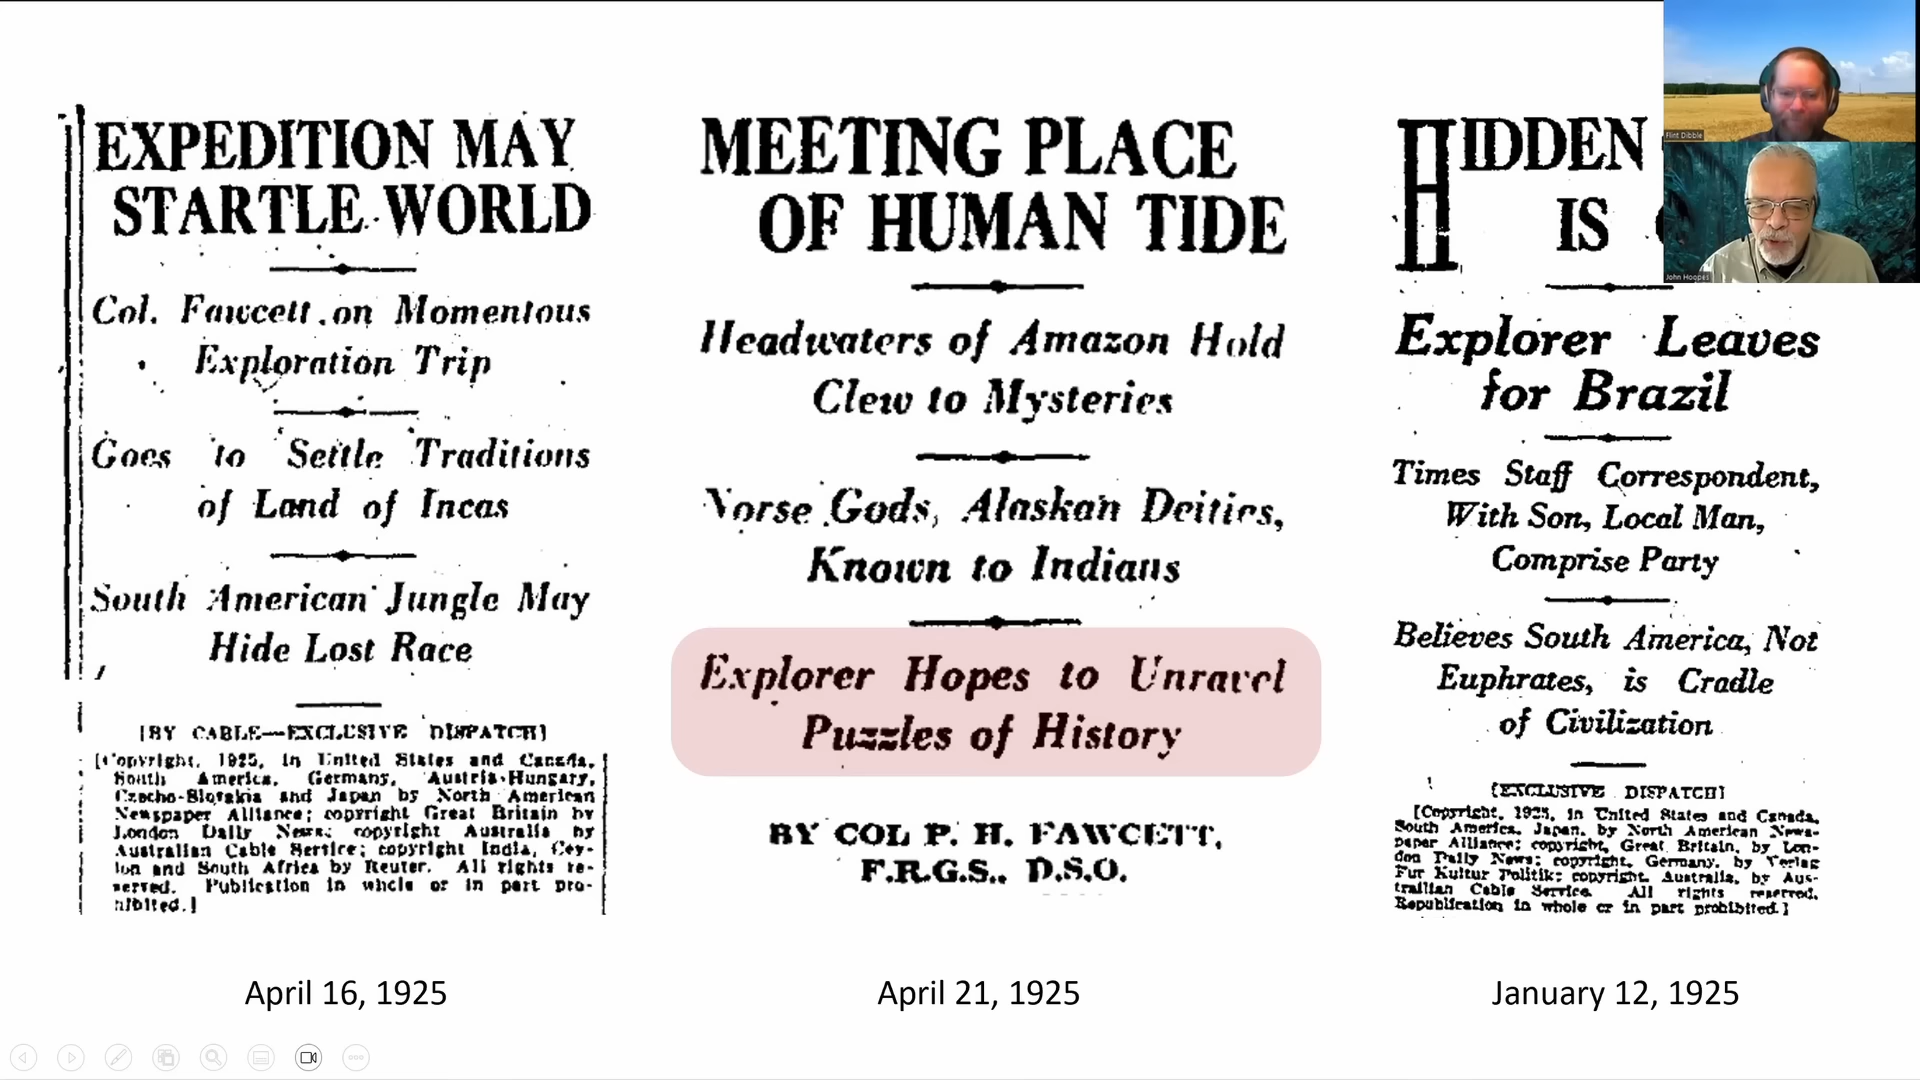 EXPEDITION MAY
STARTLE WORLD
Col. Fawcett on Momentous
Exploration Trip
Goes to Settle Traditions
of Land of Incas
South American Jungle May
Hide Lost Race
[BY CABLE—EXCLUSIVE DISPATCH]
[Copyright, 1925, in United States and Canada,
South America, Germany, Austria-Hungary,
Czecho-Slovakia and Japan by North American
Newspaper Alliance; copyright Great Britain by
London Daily News; copyright Australia by
Australian Cable Service; copyright India, Cey-
lon and South Africa by Reuter. All rights re-
served. Publication in whole or in part pro-
hibited.]
April 16, 1925
MEETING PLACE
OF HUMAN TIDE
Headwaters of Amazon Hold
Clew to Mysteries
Norse Gods, Alaskan Deities,
Known to Indians
Explorer Hopes to Unravel
Puzzles of History
BY COL P. H. FAWCETT,
F.R.G.S., D.S.O.
April 21, 1925
HIDDEN
IS
Explorer Leaves
for Brazil
Times Staff Correspondent,
With Son, Local Man,
Comprise Party
Believes South America, Not
Euphrates, is Cradle
of Civilization
[EXCLUSIVE DISPATCH]
[Copyright, 1925, in United States and Canada,
South America, Japan, by North American News-
paper Alliance; copyright, Great Britain, by Lon-
don Daily News; copyright, Germany, by Verlag
Fur Kultur Politik; copyright, Australia, by Aus-
tralian Cable Service. All rights reserved.
Republication in whole or in part prohibited.]
January 12, 1925
Flint Dibble
John Hoopes